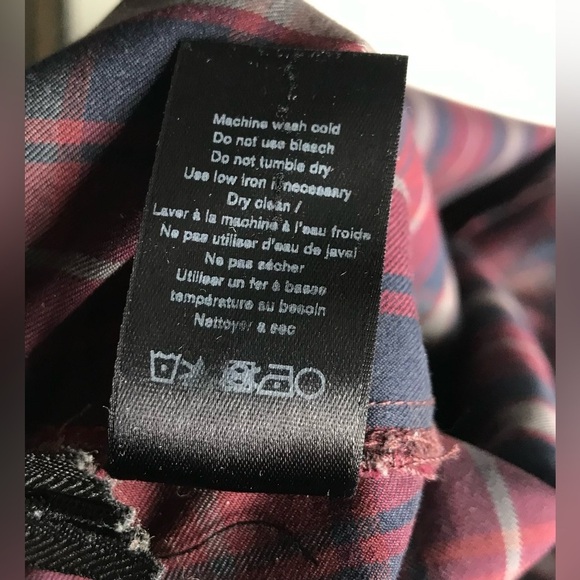 Machine wash cold
Do not use bleach
Do not tumble dry
Use low iron if necessary
Dry clean /
Laver à la machine à l'eau froide
Ne pas utiliser d'eau de javel
Ne pas sécher
Utiliser un fer à basse
température au besoin
Nettoyer a sec